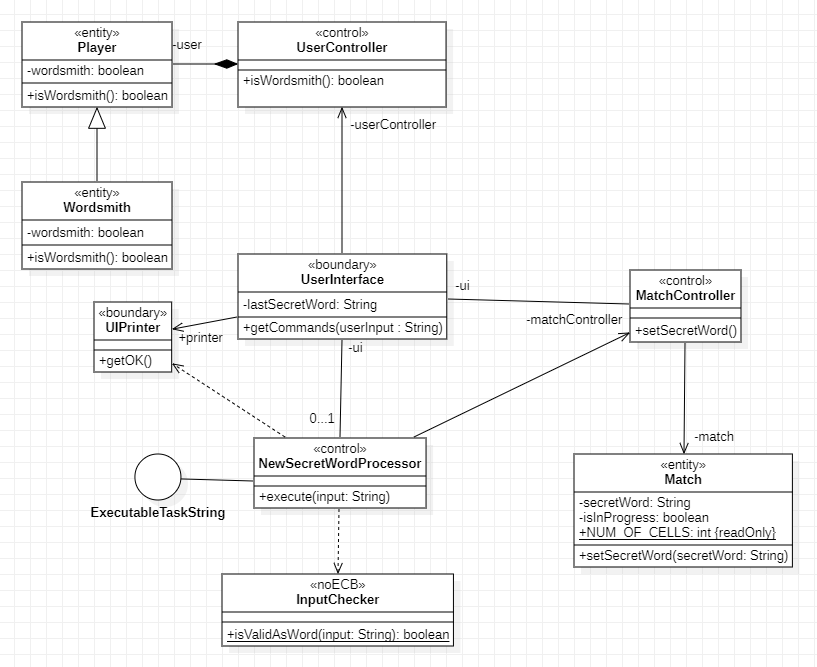 «entity»
Player
-wordsmith: boolean
+isWordsmith(): boolean
-user
«control»
UserController
+isWordsmith(): boolean
-userController
«entity»
Wordsmith
-wordsmith: boolean
+isWordsmith(): boolean
«boundary»
UserInterface
-lastSecretWord: String
+getCommands(userInput : String)
-ui
«control»
MatchController
+setSecretWord()
-matchController
«boundary»
UIPrinter
+getOK()
+printer
-ui
0...1
«control»
NewSecretWordProcessor
+execute(input: String)
ExecutableTaskString
-match
«entity»
Match
-secretWord: String
-isInProgress: boolean
+NUM_OF_CELLS: int {readOnly}
+setSecretWord(secretWord: String)
«noECB»
InputChecker
+isValidAsWord(input: String): boolean